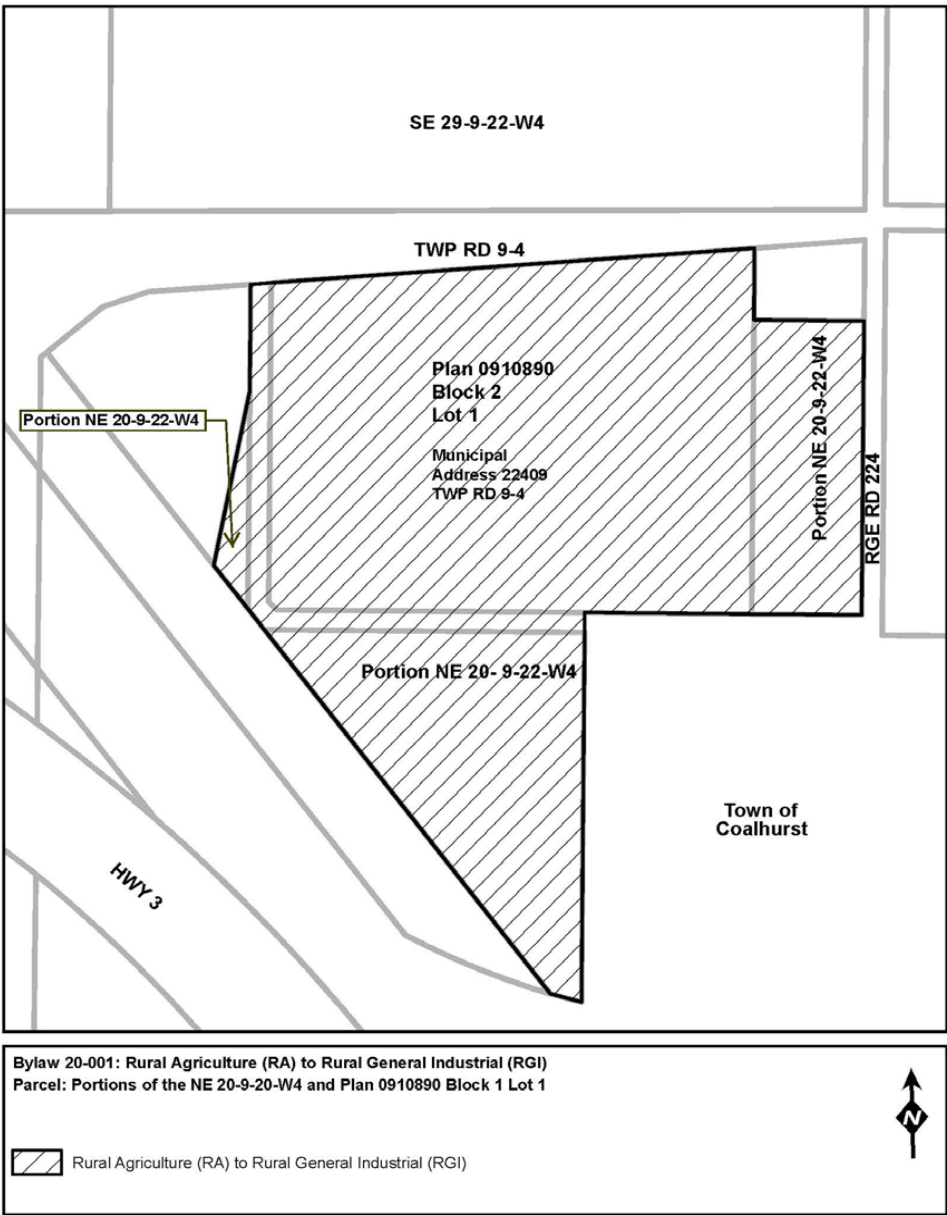 SE 29-9-22-W4
TWP RD 9-4
Plan 0910890
Block 2
Lot 1
Municipal
Address 22409
TWP RD 9-4
Portion NE 20-9-22-W4
Portion NE 20-9-22-W4
RGE RD 224
Portion NE 20- 9-22-W4
Town of
Coalhurst
HWY 3
Bylaw 20-001: Rural Agriculture (RA) to Rural General Industrial (RGI)
Parcel: Portions of the NE 20-9-20-W4 and Plan 0910890 Block 1 Lot 1
N
Rural Agriculture (RA) to Rural General Industrial (RGI)